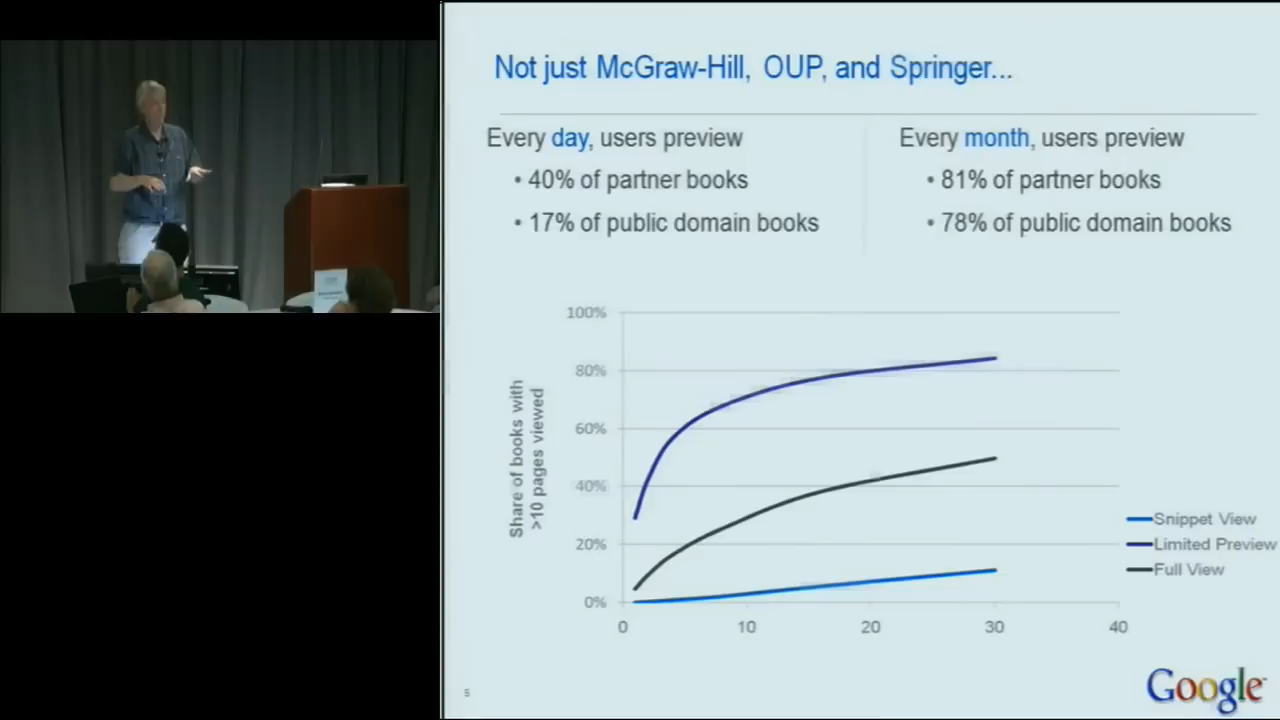 Not just McGraw-Hill, OUP, and Springer...
Every day, users preview
• 40% of partner books
• 17% of public domain books
Every month, users preview
• 81% of partner books
• 78% of public domain books
Share of books with
>10 pages viewed
100%
80%
60%
40%
20%
0%
0
10
20
30
40
Snippet View
Limited Preview
Full View
5
Google